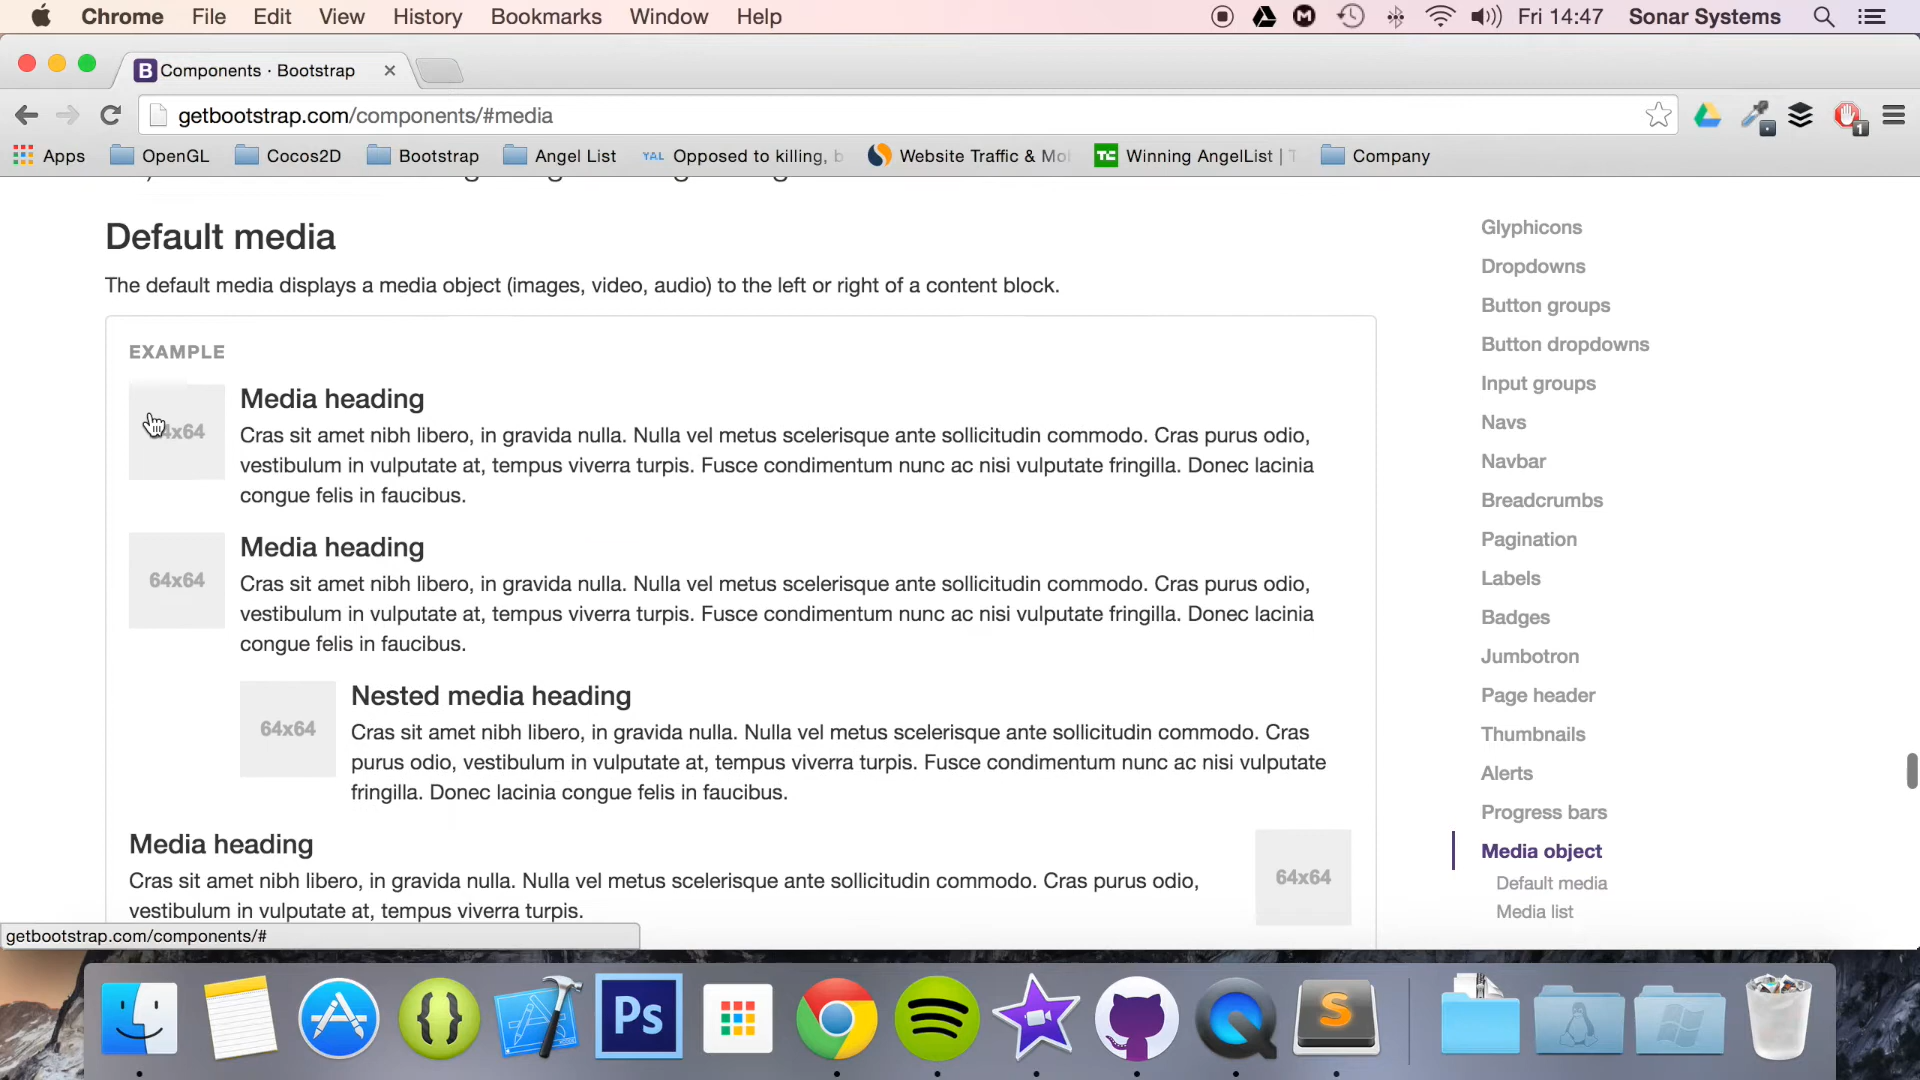 Chrome File Edit View History Bookmarks Window Help Fri 14:47 Sonar Systems
B Components · Bootstrap
getbootstrap.com/components/#media
Apps OpenGL Cocos2D Bootstrap Angel List YAL Opposed to killing, b Website Traffic & Mo TC Winning AngelList | Company
Default media
The default media displays a media object (images, video, audio) to the left or right of a content block.
EXAMPLE
Media heading
Cras sit amet nibh libero, in gravida nulla. Nulla vel metus scelerisque ante sollicitudin commodo. Cras purus odio,
vestibulum in vulputate at, tempus viverra turpis. Fusce condimentum nunc ac nisi vulputate fringilla. Donec lacinia
congue felis in faucibus.
64x64
Media heading
Cras sit amet nibh libero, in gravida nulla. Nulla vel metus scelerisque ante sollicitudin commodo. Cras purus odio,
vestibulum in vulputate at, tempus viverra turpis. Fusce condimentum nunc ac nisi vulputate fringilla. Donec lacinia
congue felis in faucibus.
64x64
Nested media heading
Cras sit amet nibh libero, in gravida nulla. Nulla vel metus scelerisque ante sollicitudin commodo. Cras
purus odio, vestibulum in vulputate at, tempus viverra turpis. Fusce condimentum nunc ac nisi vulputate
fringilla. Donec lacinia congue felis in faucibus.
Media heading
Cras sit amet nibh libero, in gravida nulla. Nulla vel metus scelerisque ante sollicitudin commodo. Cras purus odio,
vestibulum in vulputate at, tempus viverra turpis.
64x64
Glyphicons
Dropdowns
Button groups
Button dropdowns
Input groups
Navs
Navbar
Breadcrumbs
Pagination
Labels
Badges
Jumbotron
Page header
Thumbnails
Alerts
Progress bars
Media object
Default media
Media list
getbootstrap.com/components/#
Ps